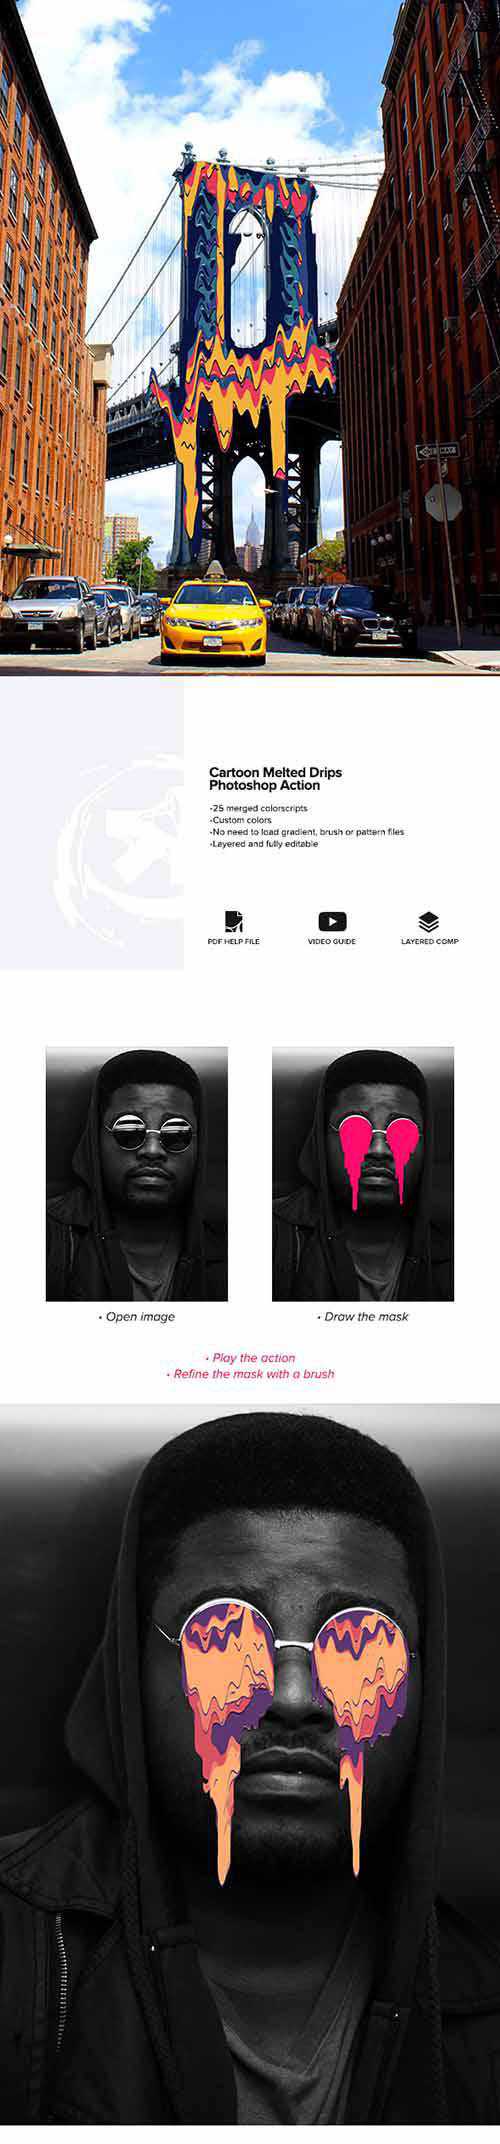 Cartoon Melted Drips
Photoshop Action
-25 merged colorscripts
-Custom colors
-No need to load gradient, brush or pattern files
-Layered and fully editable
PDF HELP FILE
VIDEO GUIDE
LAYERED COMP
• Open image
• Draw the mask
• Play the action
• Refine the mask with a brush